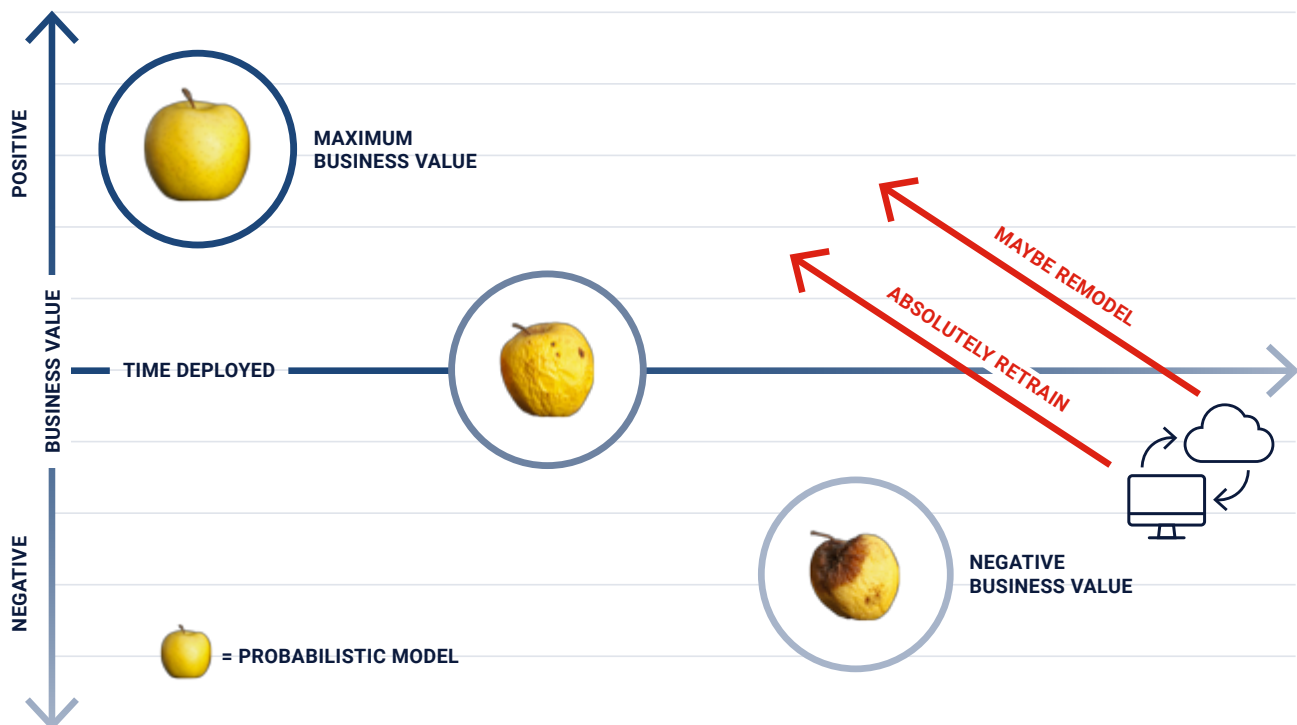 POSITIVE
MAXIMUM
BUSINESS VALUE
MAYBE REMODEL
ABSOLUTELY RETRAIN
BUSINESS VALUE
TIME DEPLOYED
NEGATIVE
NEGATIVE
BUSINESS VALUE
= PROBABILISTIC MODEL